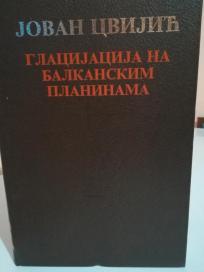 ЈОВАН ЦВИЈИЋ
ГЛАЦИЈАЦИЈА НА
БАЛКАНСКИМ
ПЛАНИНАМА